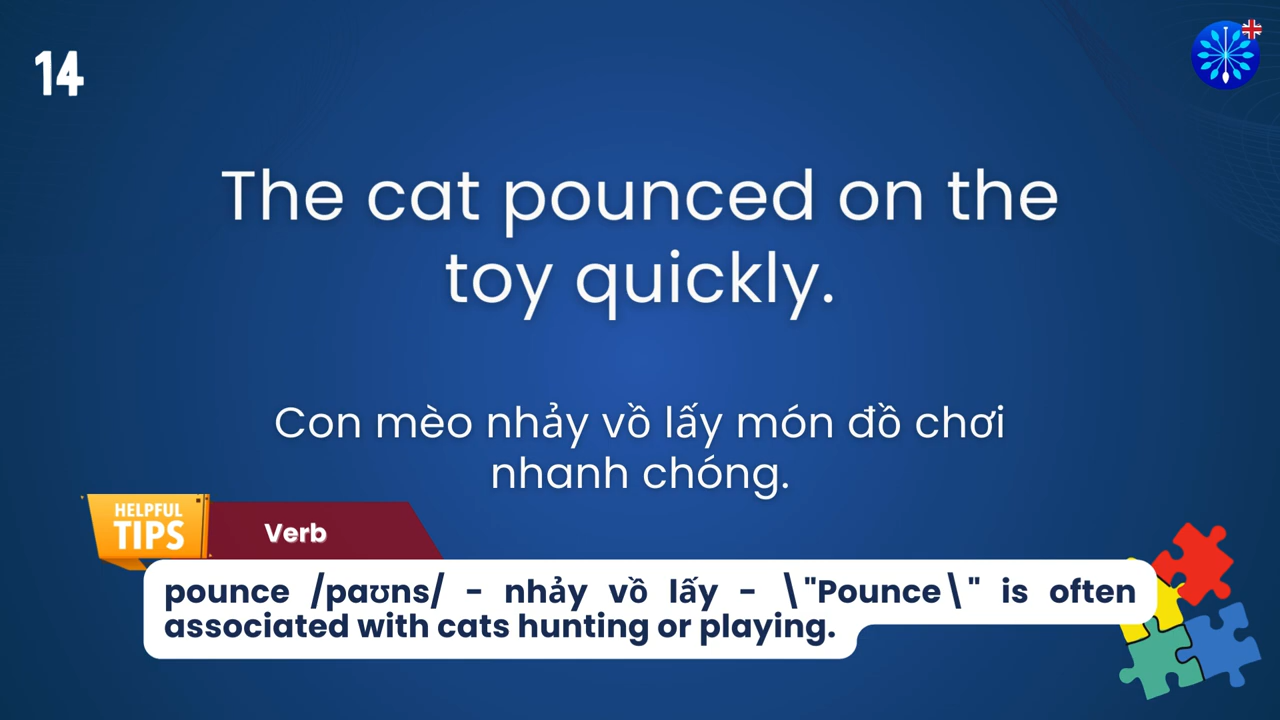 14
The cat pounced on the
toy quickly.
Con mèo nhảy vồ lấy món đồ chơi
nhanh chóng.
HELPFUL
TIPS
Verb
pounce /paʊns/ - nhảy vồ lấy - \"Pounce\" is often
associated with cats hunting or playing.